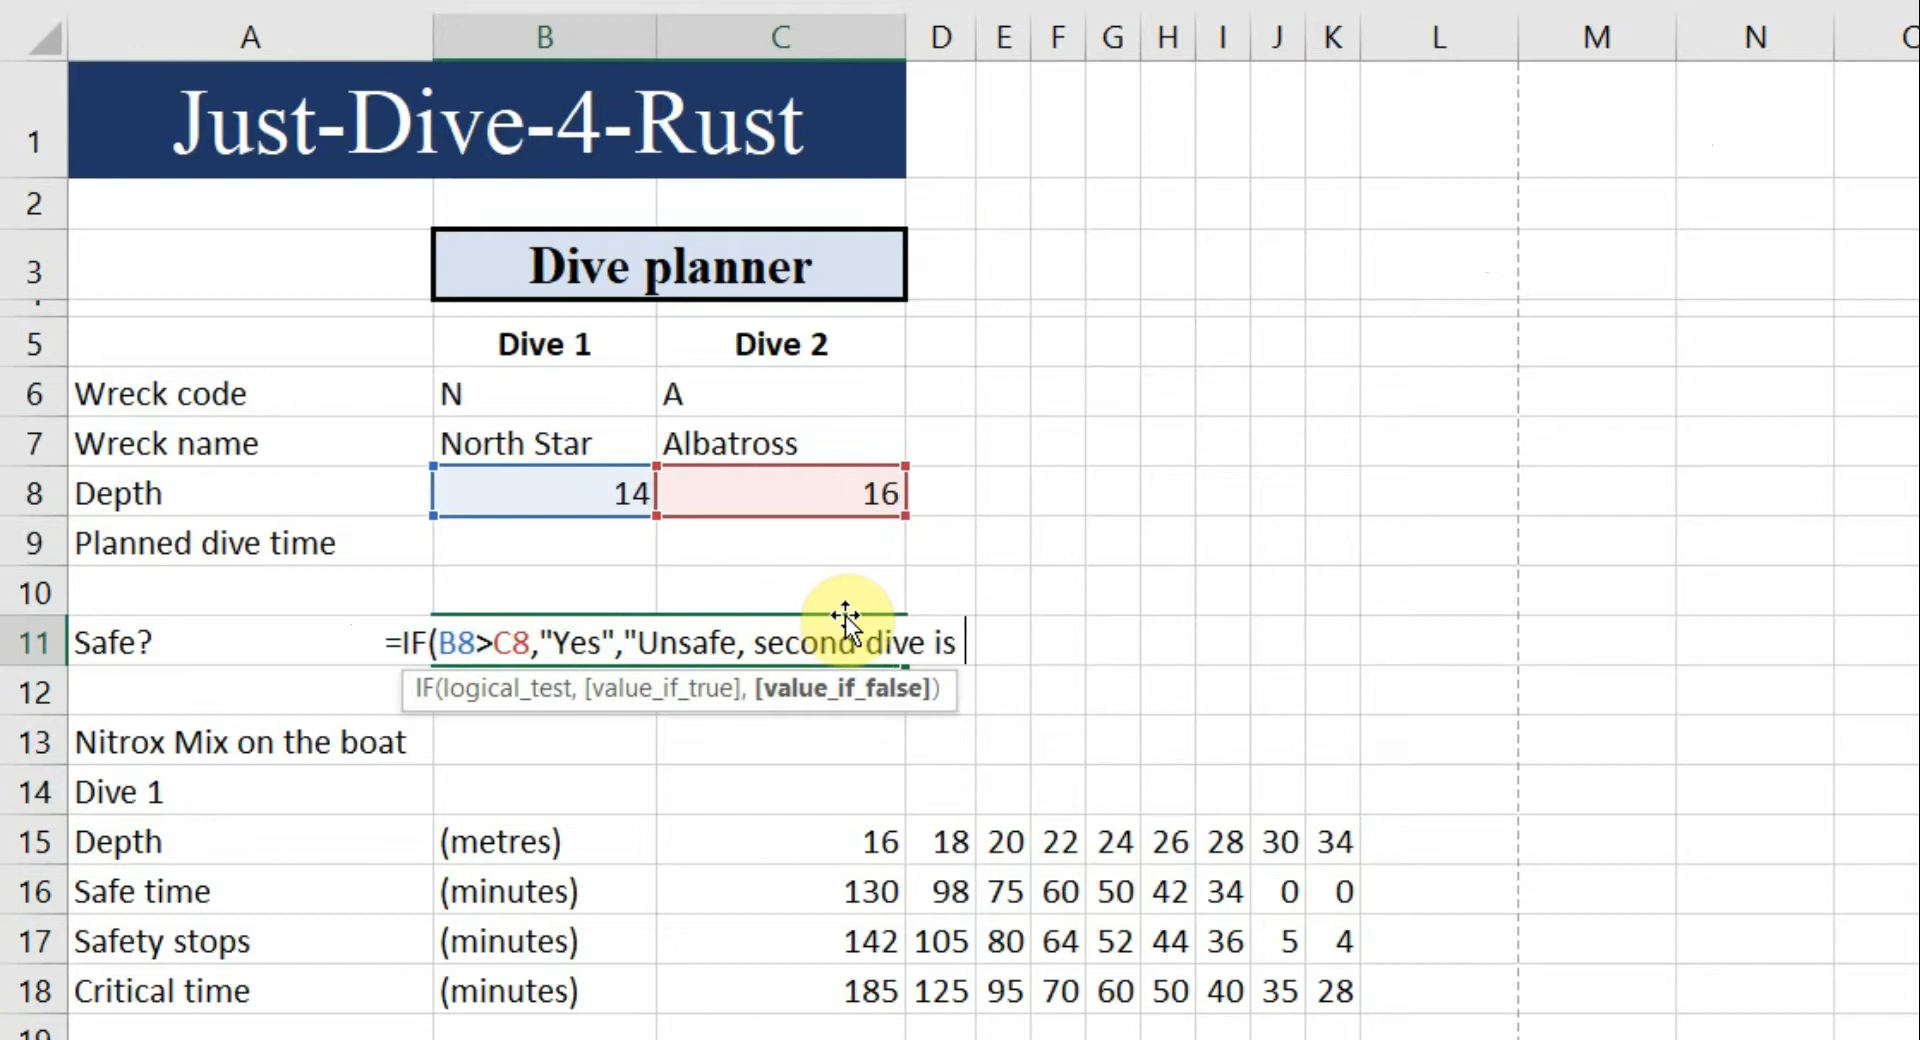 A B C D E F G H I J K L M N
1 Just-Dive-4-Rust
2
3 Dive planner
5 Dive 1 Dive 2
6 Wreck code N A
7 Wreck name North Star Albatross
8 Depth 14 16
9 Planned dive time
10
11 Safe? =IF(B8>C8,"Yes","Unsafe, second dive is
12 IF(logical_test, [value_if_true], [value_if_false])
13 Nitrox Mix on the boat
14 Dive 1
15 Depth (metres) 16 18 20 22 24 26 28 30 34
16 Safe time (minutes) 130 98 75 60 50 42 34 0 0
17 Safety stops (minutes) 142 105 80 64 52 44 36 5 4
18 Critical time (minutes) 185 125 95 70 60 50 40 35 28